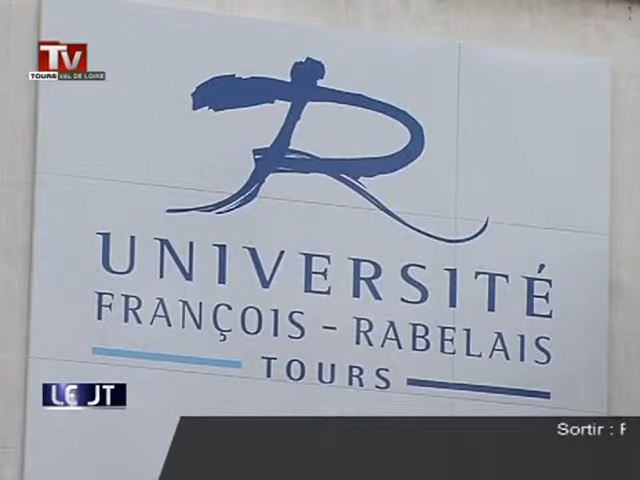 TV
TOURS VAL DE LOIRE
UNIVERSITÉ
FRANÇOIS - RABELAIS
TOURS
LE JT
Sortir :